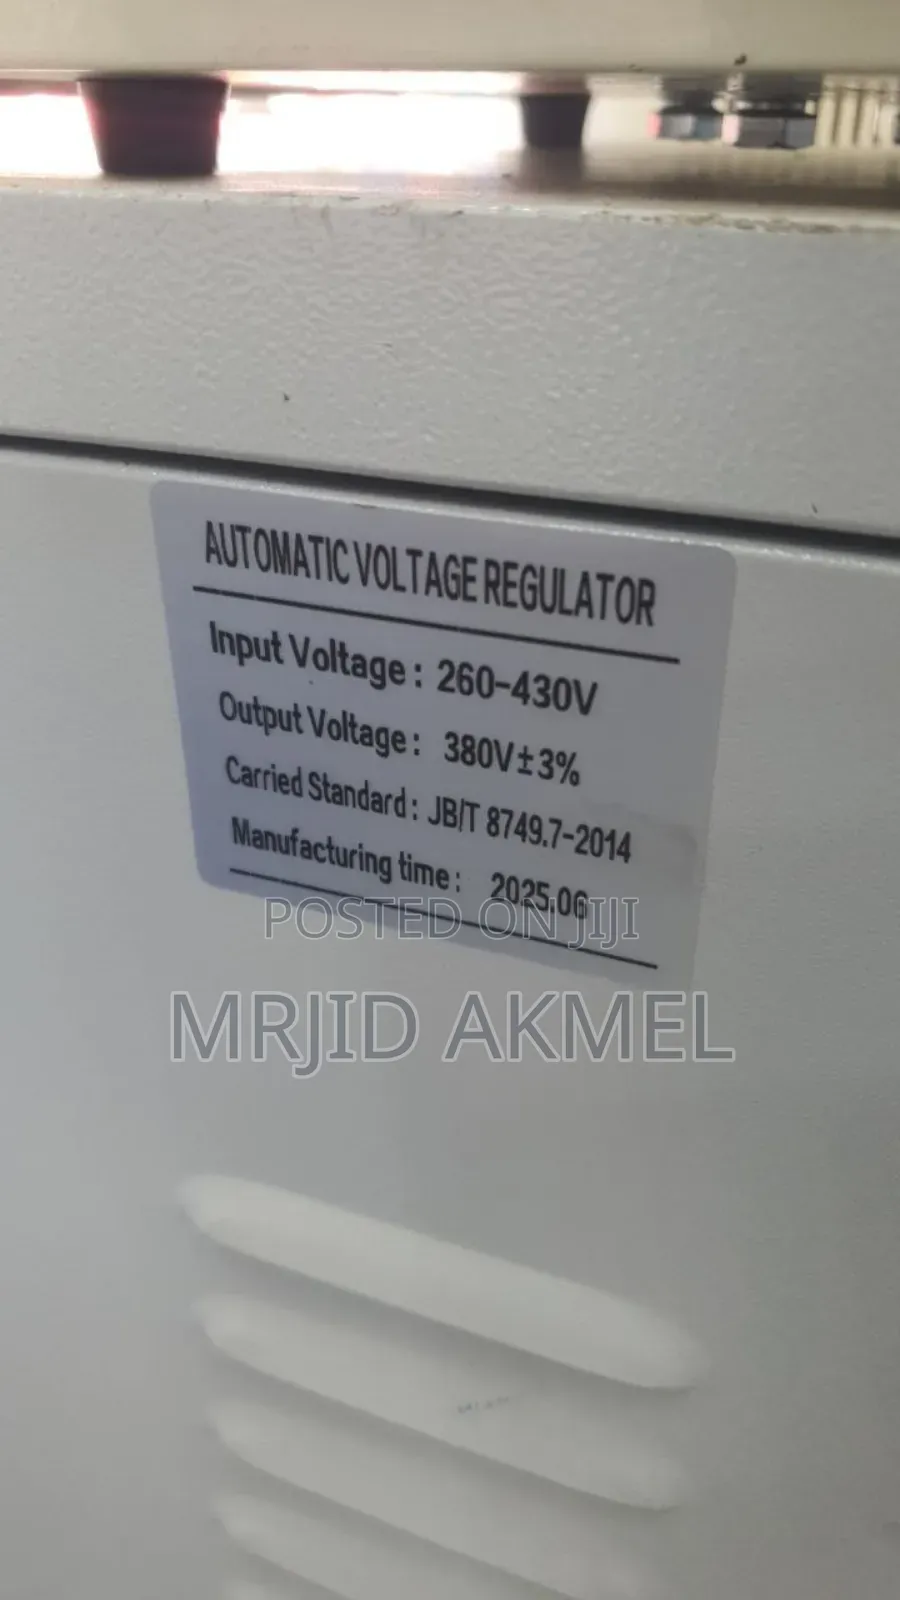 AUTOMATIC VOLTAGE REGULATOR
Input Voltage : 260-430V
Output Voltage : 380V±3%
Carried Standard : JB/T 8749.7-2014
Manufacturing time : 2025.06
POSTED ON JIJI
MRJID AKMEL